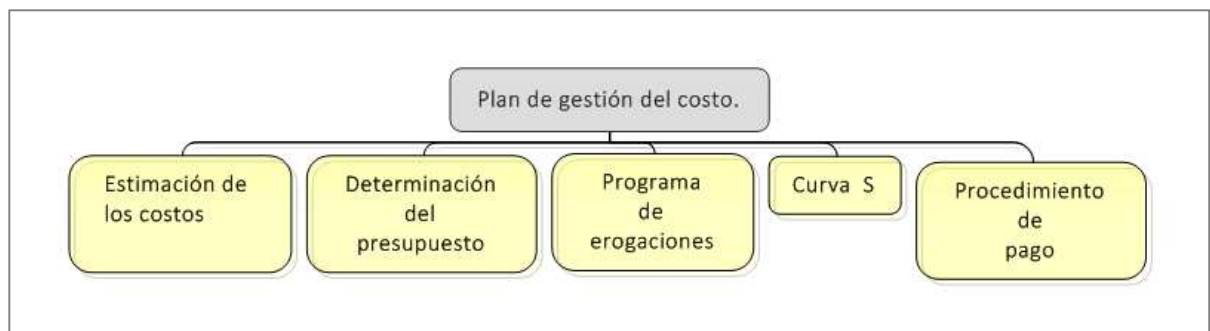 Plan de gestión del costo.
Estimación de
los costos
Determinación
del
presupuesto
Programa
de
erogaciones
Curva S
Procedimiento
de
pago